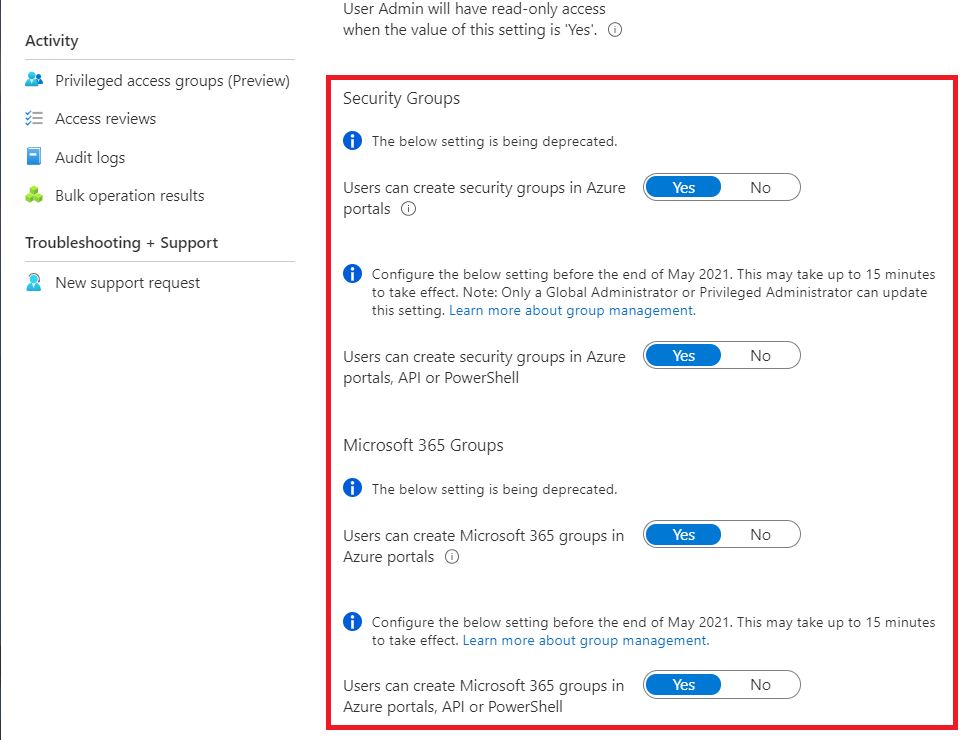 Activity
Privileged access groups (Preview)
Access reviews
Audit logs
Bulk operation results
Troubleshooting + Support
New support request
User Admin will have read-only access
when the value of this setting is 'Yes'.
Security Groups
The below setting is being deprecated.
Users can create security groups in Azure
portals
Yes No
Configure the below setting before the end of May 2021. This may take up to 15 minutes
to take effect. Note: Only a Global Administrator or Privileged Administrator can update
this setting. Learn more about group management.
Users can create security groups in Azure
portals, API or PowerShell
Yes No
Microsoft 365 Groups
The below setting is being deprecated.
Users can create Microsoft 365 groups in
Azure portals
Yes No
Configure the below setting before the end of May 2021. This may take up to 15 minutes
to take effect. Learn more about group management.
Users can create Microsoft 365 groups in
Azure portals, API or PowerShell
Yes No